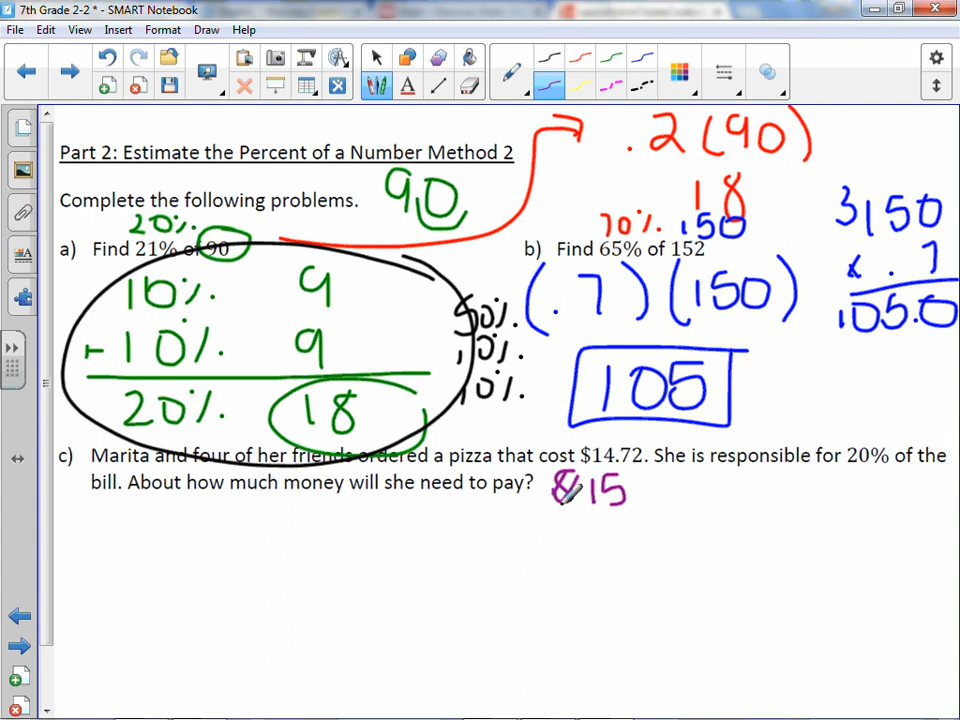 7th Grade 2-2 * - SMART Notebook
File Edit View Insert Format Draw Help
Part 2: Estimate the Percent of a Number Method 2
.2(90)
Complete the following problems. 90
18
20% 70% 150 3150
a) Find 21% of 90 b) Find 65% of 152
x .7
10% 9 (.7)(150)
50% 105.0
+10% 9 10%
10%
20% 18 105
c) Marita and four of her friends ordered a pizza that cost $14.72. She is responsible for 20% of the
bill. About how much money will she need to pay? $15